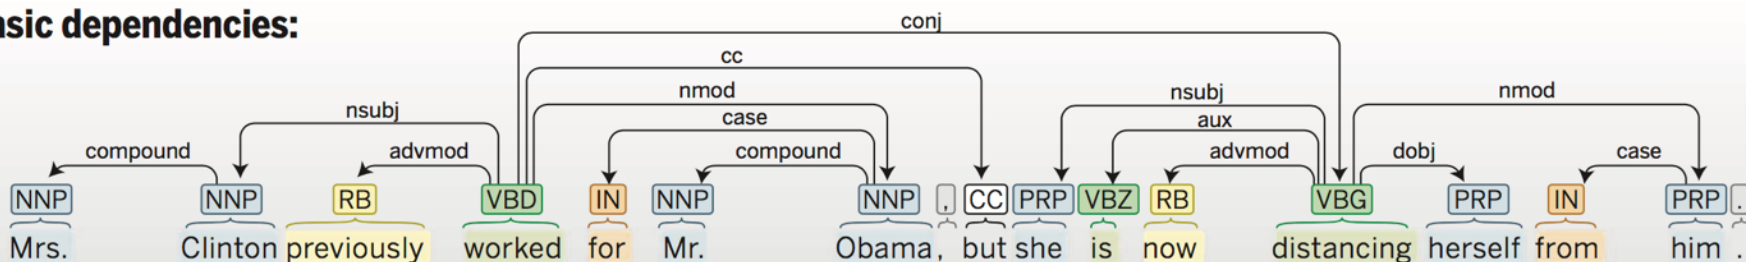 asic dependencies:
conj
cc
nmod nsubj nmod
nsubj case aux
compound advmod compound advmod dobj case
NNP NNP RB VBD IN NNP NNP , CC PRP VBZ RB VBG PRP IN PRP .
Mrs. Clinton previously worked for Mr. Obama , but she is now distancing herself from him .